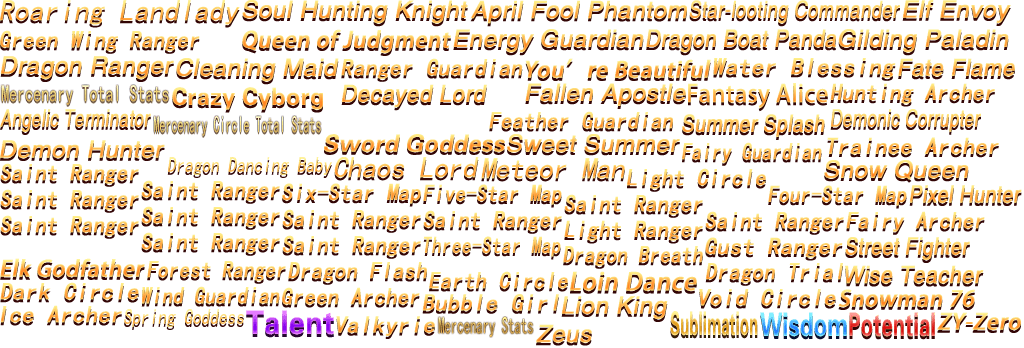 Roaring Landlady Soul Hunting Knight April Fool Phantom Star-looting Commander Elf Envoy
Green Wing Ranger Queen of Judgment Energy Guardian Dragon Boat Panda Gilding Paladin
Dragon Ranger Cleaning Maid Ranger Guardian You're Beautiful Water Blessing Fate Flame
Mercenary Total Stats Crazy Cyborg Decayed Lord Fallen Apostle Fantasy Alice Hunting Archer
Angelic Terminator Mercenary Circle Total Stats Feather Guardian Summer Splash Demonic Corrupter
Demon Hunter Sword Goddess Sweet Summer Fairy Guardian Trainee Archer
Saint Ranger Dragon Dancing Baby Chaos Lord Meteor Man Light Circle Snow Queen
Saint Ranger Saint Ranger Six-Star Map Five-Star Map Saint Ranger Four-Star Map Pixel Hunter
Saint Ranger Saint Ranger Saint Ranger Saint Ranger Light Ranger Saint Ranger Fairy Archer
Saint Ranger Saint Ranger Three-Star Map Dragon Breath Gust Ranger Street Fighter
Elk Godfather Forest Ranger Dragon Flash Earth Circle Loin Dance Dragon Trial Wise Teacher
Dark Circle Wind Guardian Green Archer Bubble Girl Lion King Void Circle Snowman 76
Ice Archer Spring Goddess Talent Valkyrie Mercenary Stats Zeus Sublimation Wisdom Potential ZY-Zero